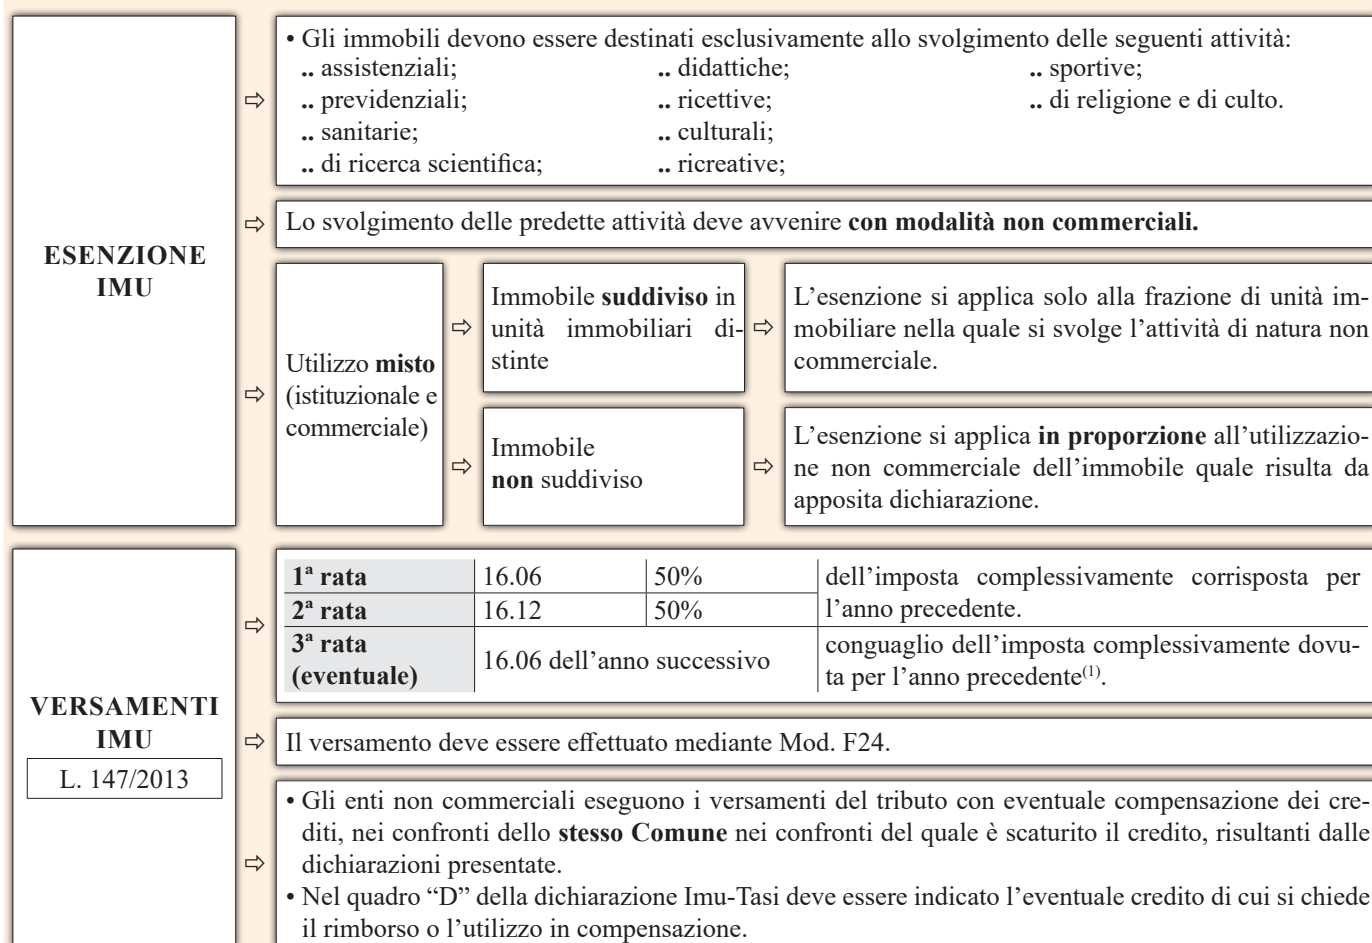 ESENZIONE
IMU
• Gli immobili devono essere destinati esclusivamente allo svolgimento delle seguenti attività:
.. assistenziali;
.. previdenziali;
.. sanitarie;
.. di ricerca scientifica;
.. didattiche;
.. ricettive;
.. culturali;
.. ricreative;
.. sportive;
.. di religione e di culto.
Lo svolgimento delle predette attività deve avvenire con modalità non commerciali.
Utilizzo misto
(istituzionale e
commerciale)
Immobile suddiviso in
unità immobiliari di-
stinte
L’esenzione si applica solo alla frazione di unità im-
mobiliare nella quale si svolge l’attività di natura non
commerciale.
Immobile
non suddiviso
L’esenzione si applica in proporzione all’utilizzazio-
ne non commerciale dell’immobile quale risulta da
apposita dichiarazione.
VERSAMENTI
IMU
L. 147/2013
1ª rata 16.06 50% dell’imposta complessivamente corrisposta per
2ª rata 16.12 50% l’anno precedente.
3ª rata
(eventuale)
16.06 dell’anno successivo
conguaglio dell’imposta complessivamente dovu-
ta per l’anno precedente(1).
Il versamento deve essere effettuato mediante Mod. F24.
• Gli enti non commerciali eseguono i versamenti del tributo con eventuale compensazione dei cre-
diti, nei confronti dello stesso Comune nei confronti del quale è scaturito il credito, risultanti dalle
dichiarazioni presentate.
• Nel quadro “D” della dichiarazione Imu-Tasi deve essere indicato l’eventuale credito di cui si chiede
il rimborso o l’utilizzo in compensazione.